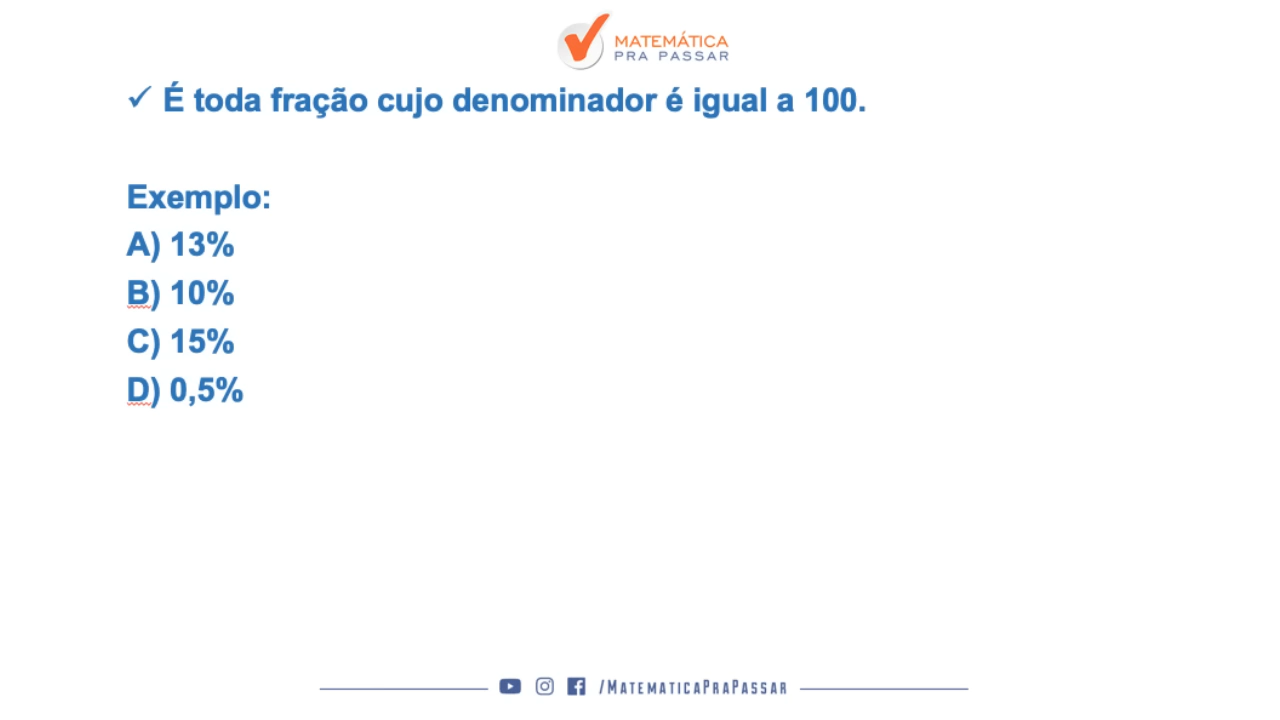 MATEMÁTICA
PRA PASSAR
✓ É toda fração cujo denominador é igual a 100.
Exemplo:
A) 13%
B) 10%
C) 15%
D) 0,5%
/MATEMATICAPRAPASSAR